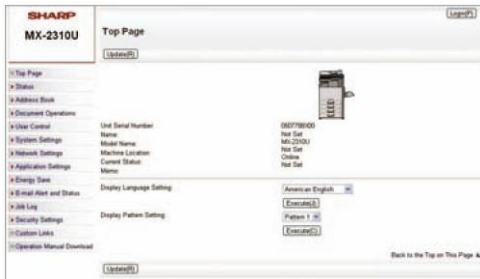 SHARP
MX-2310U
Top Page
Login(P)
Update(R)
Top Page
Status
Address Book
Document Operations
User Control
System Settings
Network Settings
Application Settings
Energy Save
E-mail Alert and Status
Job Log
Security Settings
Custom Links
Operation Manual Download
Unit Serial Number:
Name: Not Set
Model Name: MX-2310U
Machine Location: Not Set
Current Status: Online
Memo: Not Set
Display Language Setting: American English
Execute(J)
Display Pattern Setting: Pattern 1
Execute(C)
Back to the Top on This Page
Update(R)